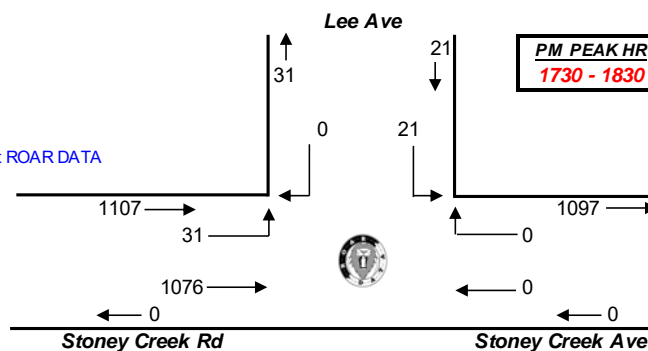 Lee Ave
31
21
PM PEAK HR
1730 - 1830
0
21
ROAR DATA
1107
1097
31
0
1076
0
0
0
Stoney Creek Rd
Stoney Creek Ave